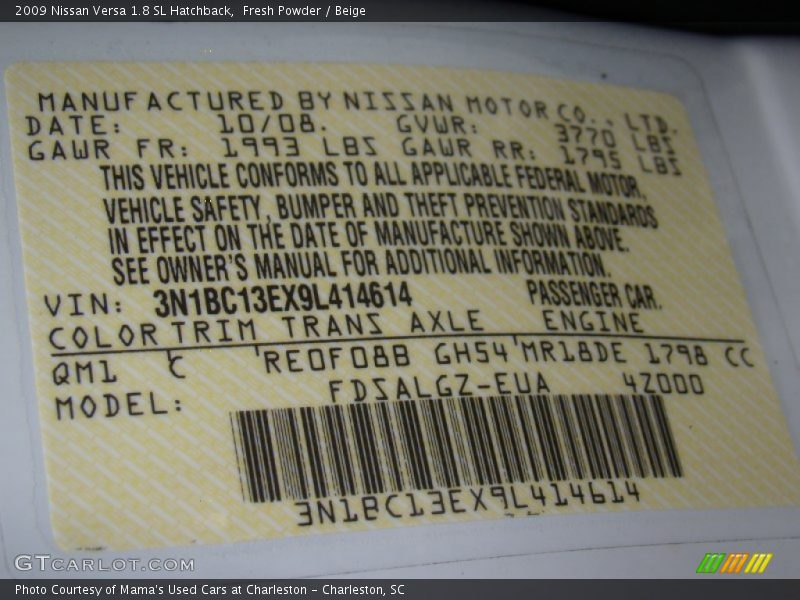 2009 Nissan Versa 1.8 SL Hatchback, Fresh Powder / Beige
MANUFACTURED BY NISSAN MOTOR CO., LTD.
DATE: 10/08. GVWR: 3770 LBS
GAWR FR: 1993 LBS GAWR RR: 1795 LBS
THIS VEHICLE CONFORMS TO ALL APPLICABLE FEDERAL MOTOR.
VEHICLE SAFETY, BUMPER AND THEFT PREVENTION STANDARDS
IN EFFECT ON THE DATE OF MANUFACTURE SHOWN ABOVE.
SEE OWNER'S MANUAL FOR ADDITIONAL INFORMATION.
VIN: 3N1BC13EX9L414614 PASSENGER CAR.
COLOR TRIM TRANS AXLE ENGINE
QM1 C RE0F08B GH54 MR18DE 1798 CC
MODEL: FDSALGZ-EUA 4Z000
3N1BC13EX9L414614
GTCARLOT.COM
Photo Courtesy of Mama's Used Cars at Charleston - Charleston, SC